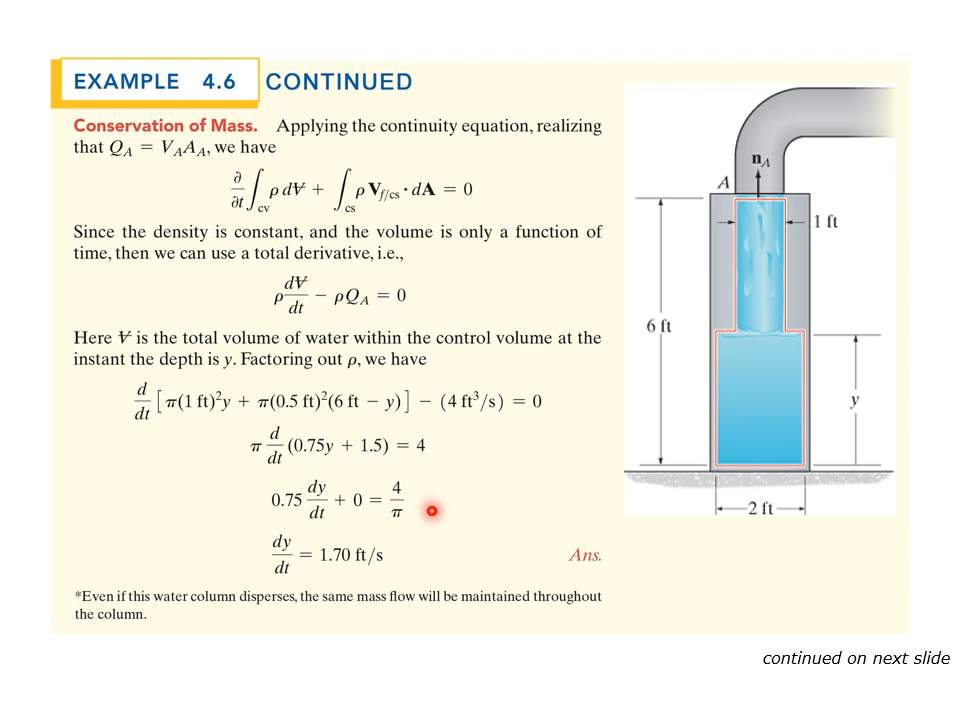 EXAMPLE 4.6 CONTINUED
Conservation of Mass. Applying the continuity equation, realizing
that Q_A = V_A A_A, we have
∂/∂t ∫_cv ρ dV̶ + ∫_cs ρ V_f/cs · dA = 0
Since the density is constant, and the volume is only a function of
time, then we can use a total derivative, i.e.,
ρ dV̶/dt − ρQ_A = 0
Here V̶ is the total volume of water within the control volume at the
instant the depth is y. Factoring out ρ, we have
d/dt [π(1 ft)²y + π(0.5 ft)²(6 ft − y)] − (4 ft³/s) = 0
π d/dt (0.75y + 1.5) = 4
0.75 dy/dt + 0 = 4/π
dy/dt = 1.70 ft/s Ans.
*Even if this water column disperses, the same mass flow will be maintained throughout
the column.
n_A
A
1 ft
6 ft
y
2 ft
continued on next slide